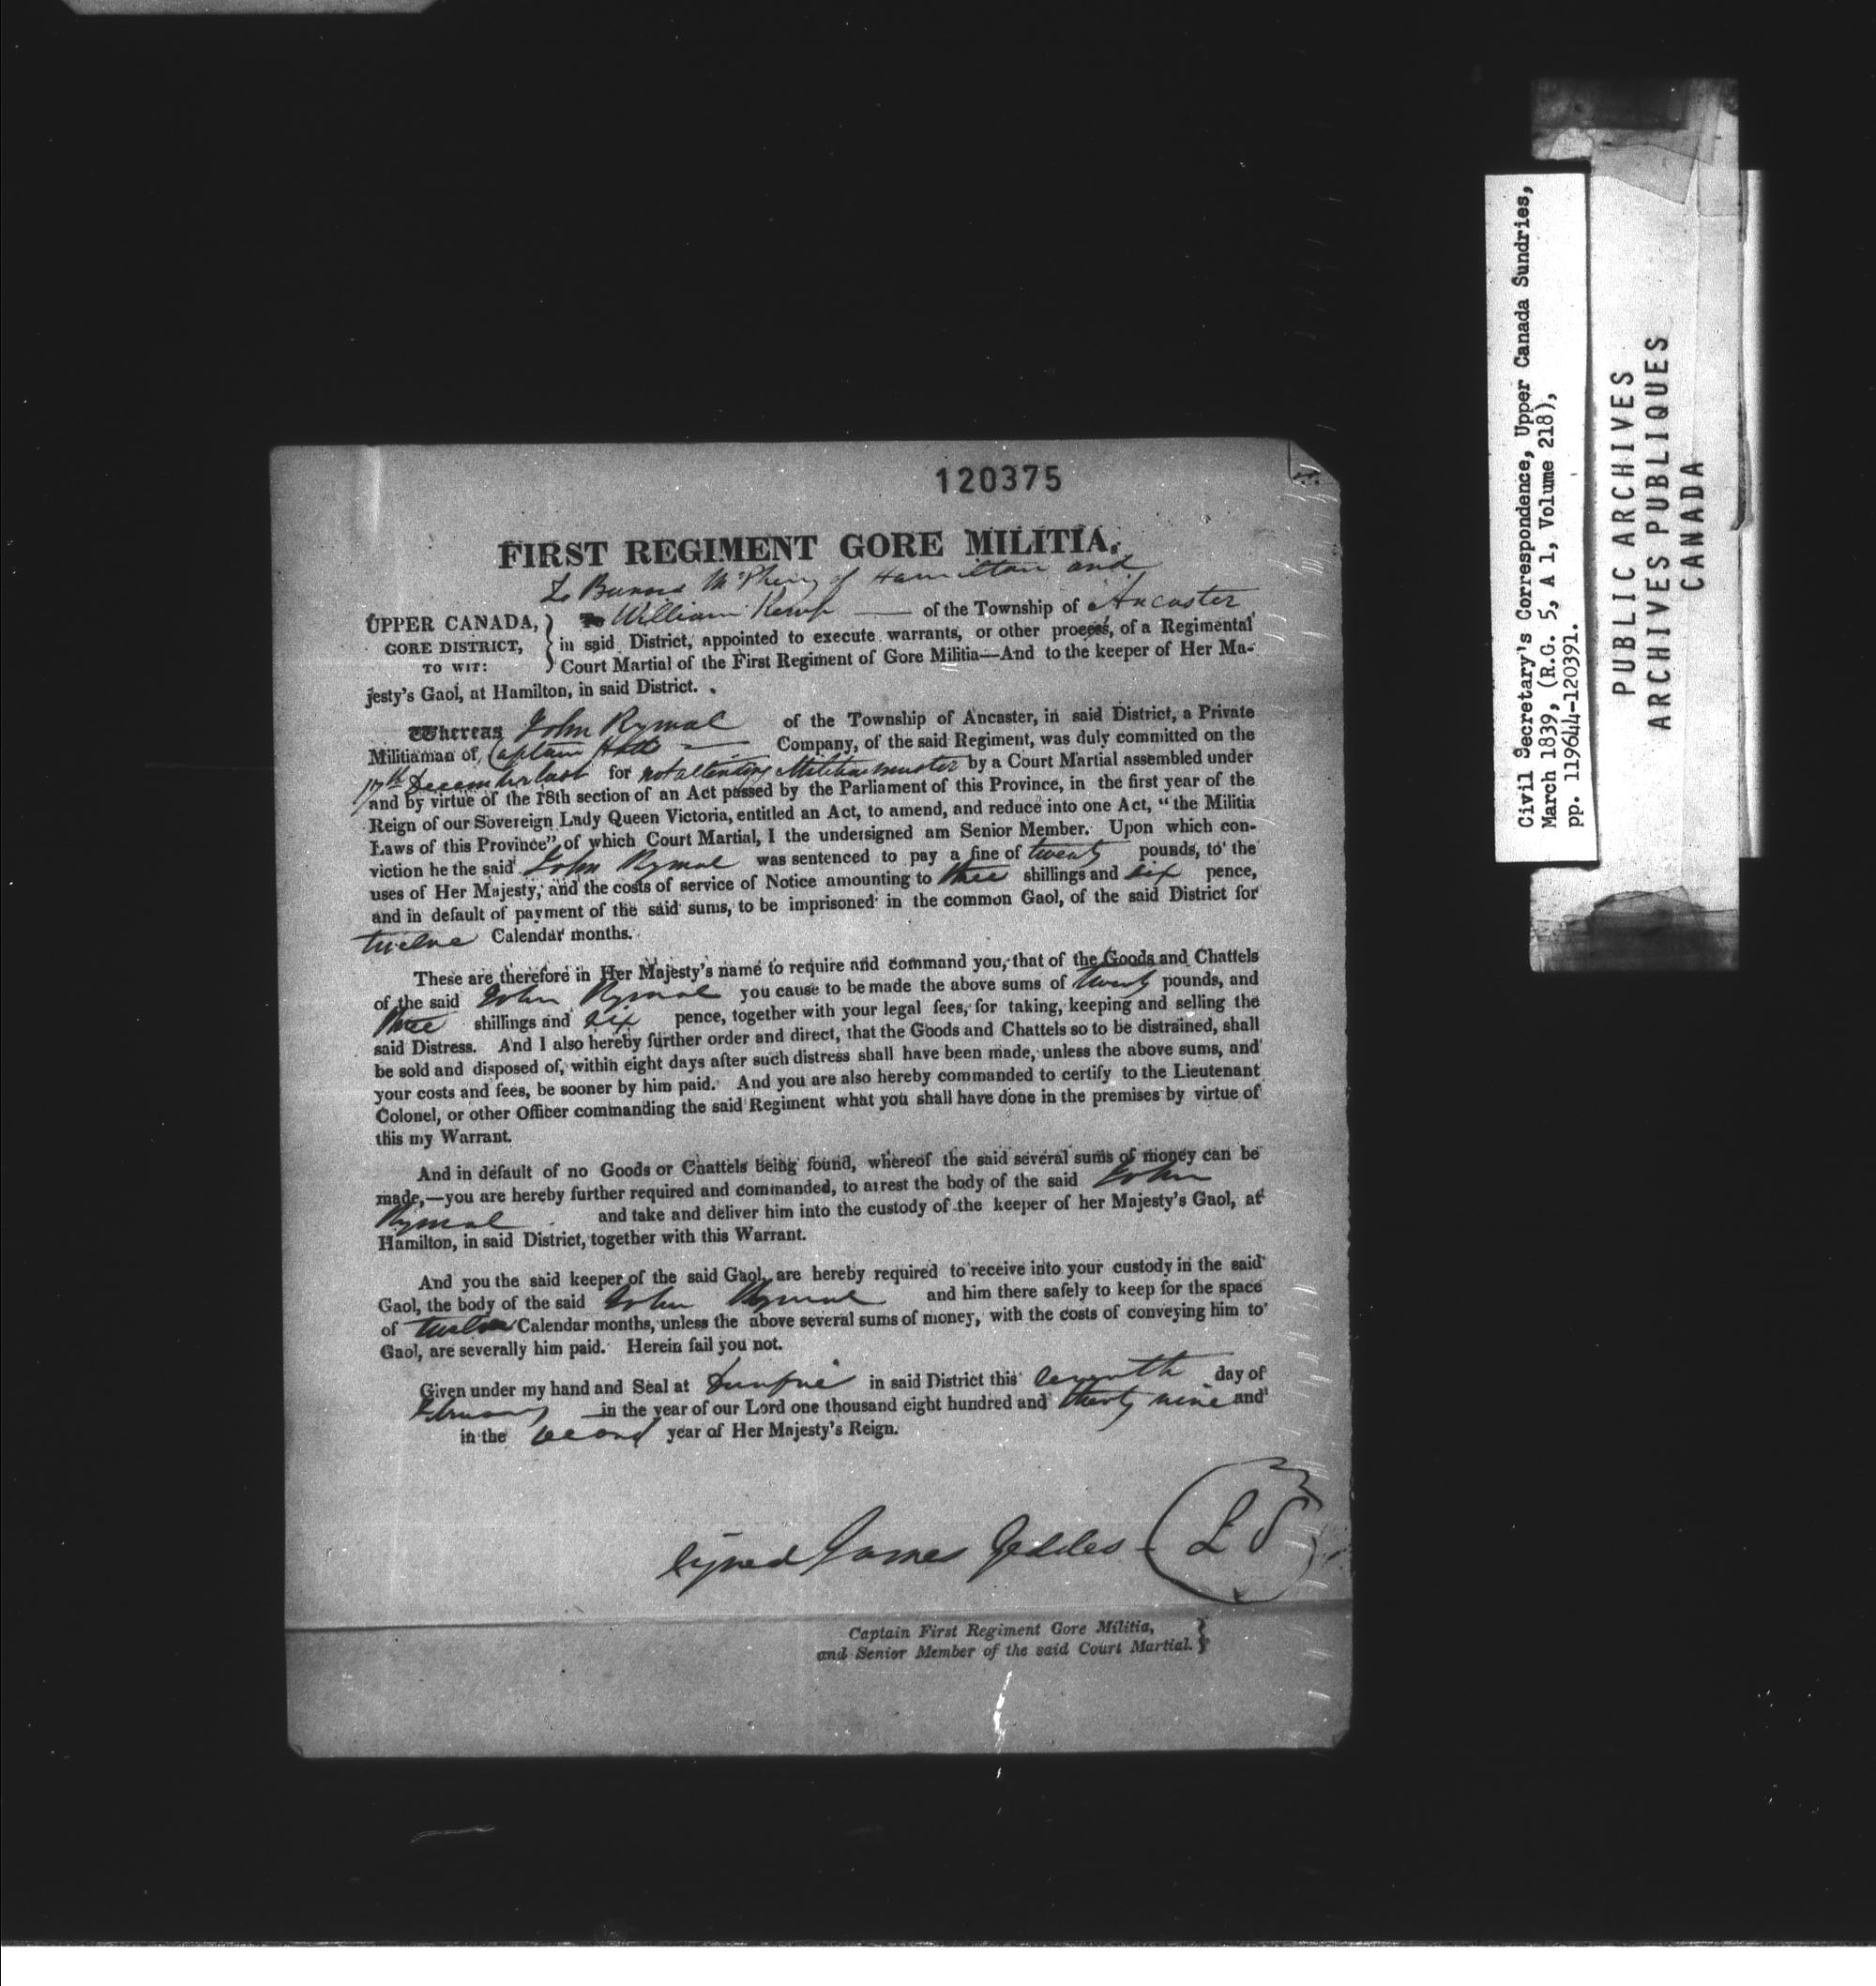 120375
FIRST REGIMENT GORE MILITIA.
To of Hamilton and
UPPER CANADA, To William Kemp — of the Township of Ancaster
GORE DISTRICT, in said District, appointed to execute warrants, or other process, of a Regimental
TO WIT: Court Martial of the First Regiment of Gore Militia—And to the keeper of Her Ma-
jesty's Gaol, at Hamilton, in said District.
Whereas John Rymal of the Township of Ancaster, in said District, a Private
Militiaman of Captain Company, of the said Regiment, was duly committed on the
17th December last for not attending Militia muster by a Court Martial assembled under
and by virtue of the 18th section of an Act passed by the Parliament of this Province, in the first year of the
Reign of our Sovereign Lady Queen Victoria, entitled an Act, to amend, and reduce into one Act, "the Militia
Laws of this Province" of which Court Martial, I the undersigned am Senior Member. Upon which con-
viction he the said John Rymal was sentenced to pay a fine of twenty pounds, to the
uses of Her Majesty, and the costs of service of Notice amounting to three shillings and six pence,
and in default of payment of the said sums, to be imprisoned in the common Gaol, of the said District for
twelve Calendar months.
These are therefore in Her Majesty's name to require and command you, that of the Goods and Chattels
of the said John Rymal you cause to be made the above sums of twenty pounds, and
three shillings and six pence, together with your legal fees, for taking, keeping and selling the
said Distress. And I also hereby further order and direct, that the Goods and Chattels so to be distrained, shall
be sold and disposed of, within eight days after such distress shall have been made, unless the above sums, and
your costs and fees, be sooner by him paid. And you are also hereby commanded to certify to the Lieutenant
Colonel, or other Officer commanding the said Regiment what you shall have done in the premises by virtue of
this my Warrant.
And in default of no Goods or Chattels being found, whereof the said several sums of money can be
made,—you are hereby further required and commanded, to arrest the body of the said John
Rymal and take and deliver him into the custody of the keeper of her Majesty's Gaol, at
Hamilton, in said District, together with this Warrant.
And you the said keeper of the said Gaol, are hereby required to receive into your custody in the said
Gaol, the body of the said John Rymal and him there safely to keep for the space
of twelve Calendar months, unless the above several sums of money, with the costs of conveying him to
Gaol, are severally him paid. Herein fail you not.
Given under my hand and Seal at in said District this seventh day of
February in the year of our Lord one thousand eight hundred and thirty nine and
in the second year of Her Majesty's Reign.
signed James Geddes LS
Captain First Regiment Gore Militia,
and Senior Member of the said Court Martial.
Civil Secretary's Correspondence, Upper Canada Sundries,
March 1839, (R.G. 5, A 1, Volume 218),
pp. 119644-120391.
PUBLIC ARCHIVES
ARCHIVES PUBLIQUES
CANADA